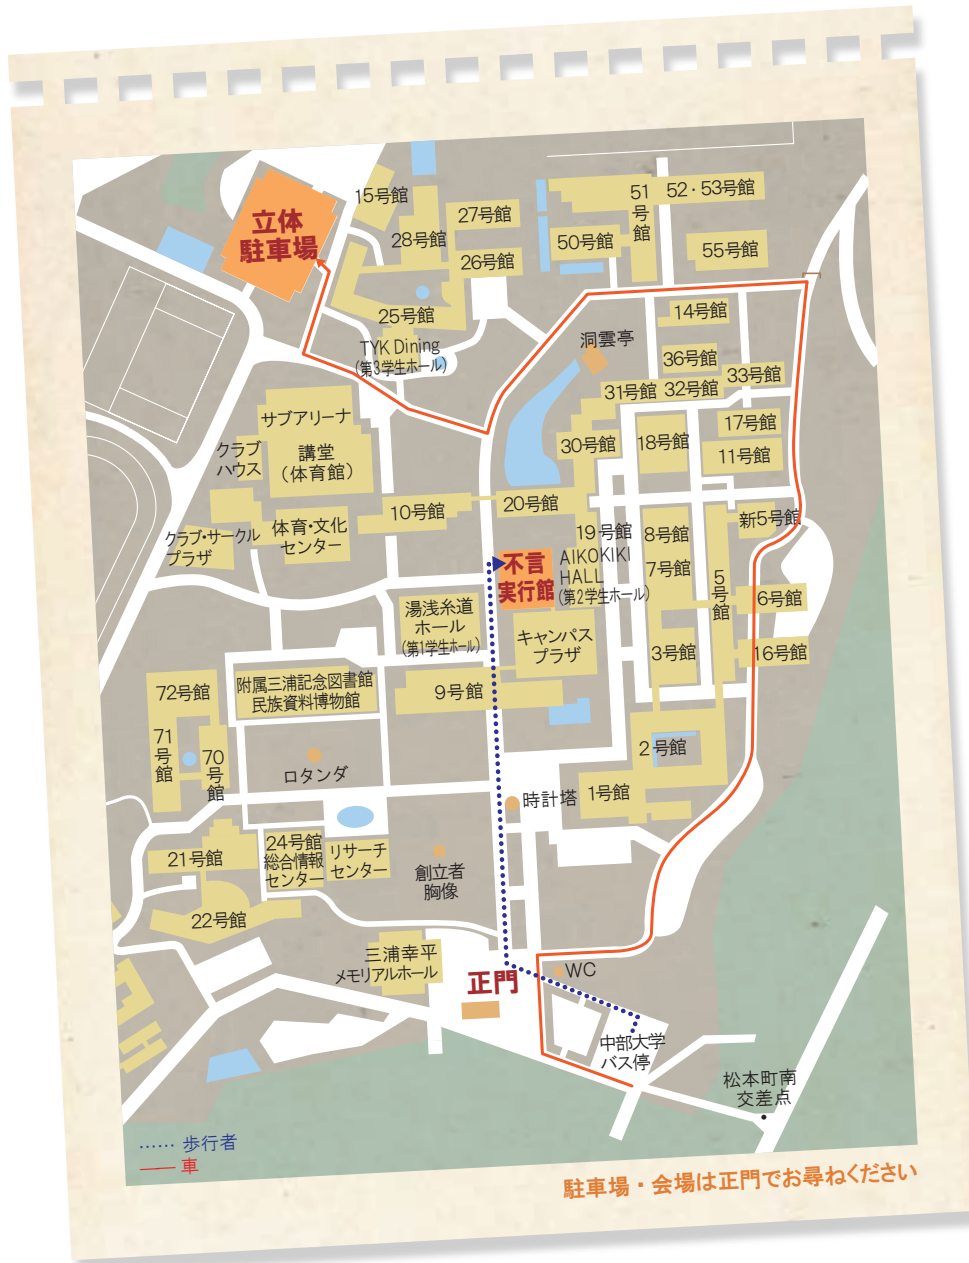 立体
駐車場
15号館
28号館
27号館
26号館
25号館
TYK Dining
(第3学生ホール)
51号館
52・53号館
50号館
55号館
14号館
洞雲亭
36号館
33号館
31号館
32号館
17号館
30号館
18号館
11号館
サブアリーナ
クラブ
ハウス
講堂
(体育館)
10号館
20号館
クラブ・サークル
プラザ
体育・文化
センター
19号館
8号館
新5号館
不言
実行館
AIKOKIKI
HALL
(第2学生ホール)
7号館
5号館
6号館
湯浅糸道
ホール
(第1学生ホール)
キャンパス
プラザ
3号館
16号館
72号館
附属三浦記念図書館
民族資料博物館
9号館
71号館
70号館
ロタンダ
2号館
時計塔
1号館
21号館
24号館
総合情報
センター
リサーチ
センター
創立者
胸像
22号館
三浦幸平
メモリアルホール
正門
WC
中部大学
バス停
松本町南
交差点
…… 歩行者
── 車
駐車場・会場は正門でお尋ねください